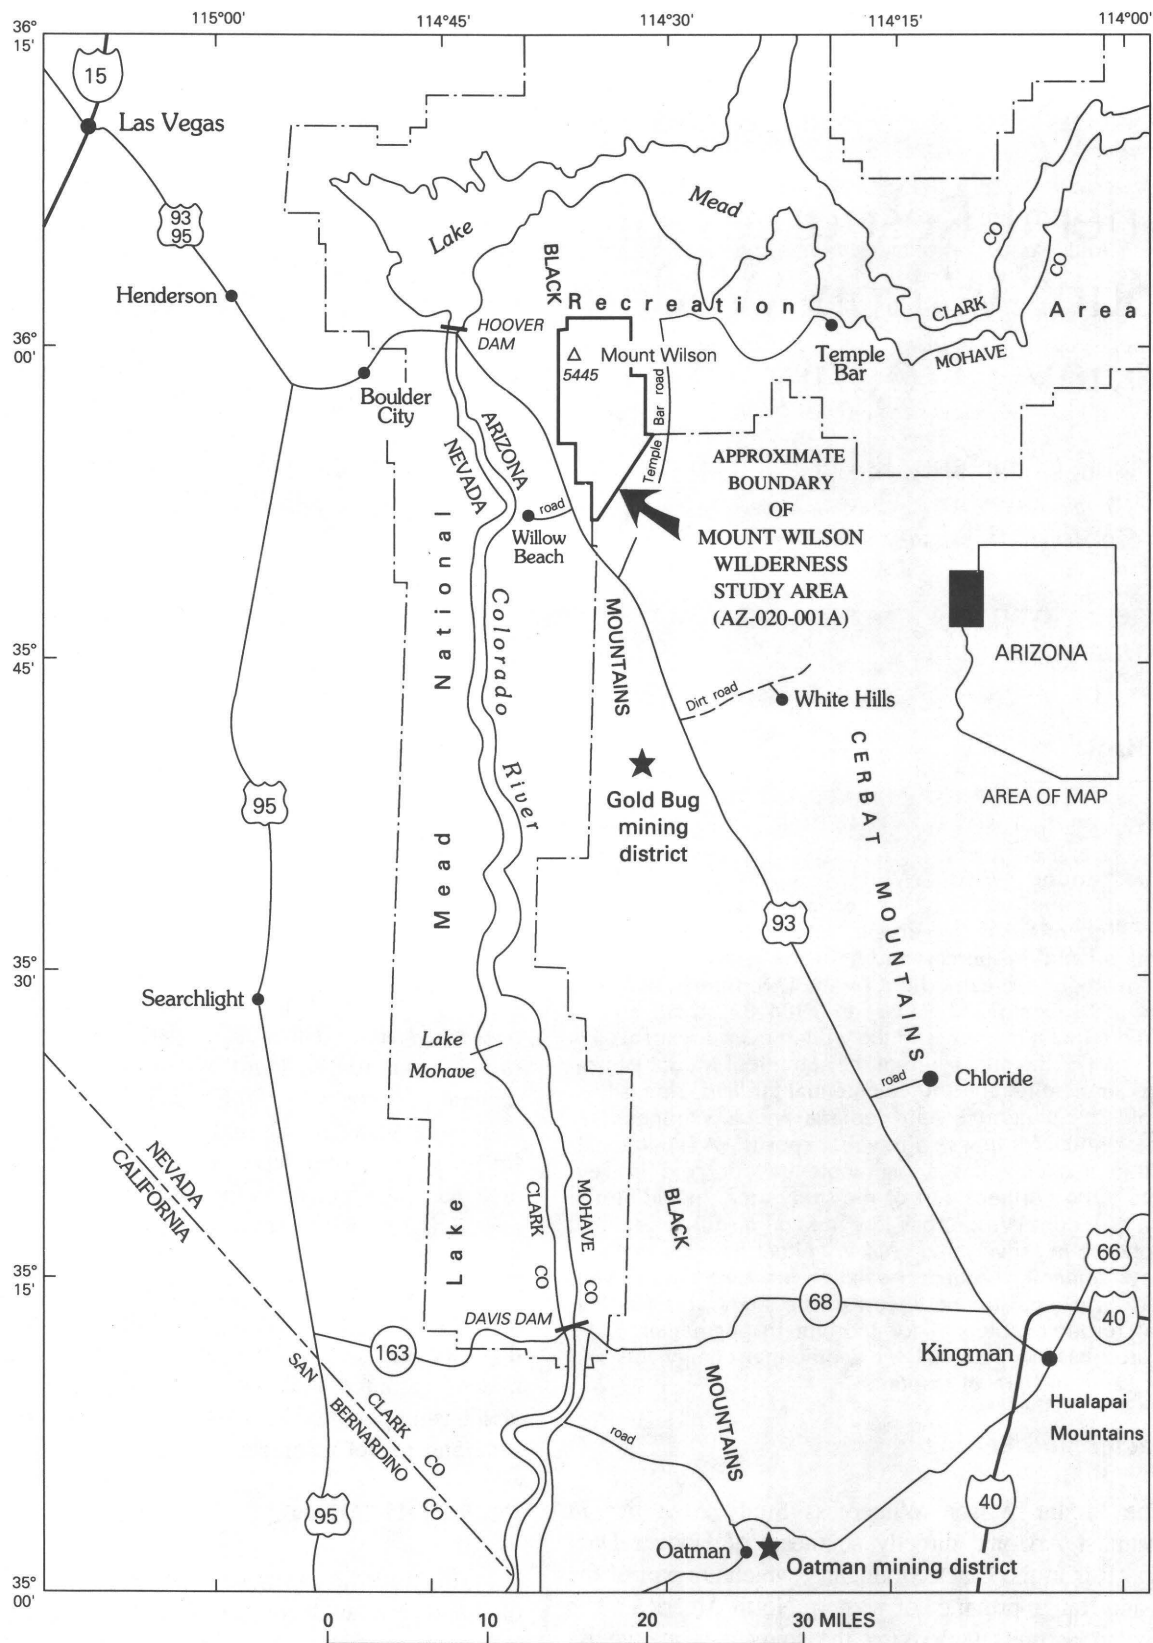 115°00'
114°45'
114°30'
114°15'
114°00'
36°
15'
15
Las Vegas
93
95
Henderson
Lake
Mead
BLACK
Recreation
Area
CO
CO
CLARK
MOHAVE
HOOVER
DAM
36°
00'
Mount Wilson
5445
Temple
Bar
Boulder
City
Temple Bar road
ARIZONA
NEVADA
road
Willow
Beach
APPROXIMATE
BOUNDARY
OF
MOUNT WILSON
WILDERNESS
STUDY AREA
(AZ-020-001A)
National
Colorado
River
MOUNTAINS
35°
45'
ARIZONA
AREA OF MAP
Dirt road
White Hills
CERBAT MOUNTAINS
95
Gold Bug
mining
district
Mead
93
35°
30'
Searchlight
Lake
Mohave
road
Chloride
NEVADA
CALIFORNIA
Lake
CLARK CO
MOHAVE CO
BLACK
66
35°
15'
DAVIS DAM
68
40
163
Kingman
SAN BERNARDINO CO
CLARK CO
MOUNTAINS
Hualapai
Mountains
road
95
40
Oatman
Oatman mining district
35°
00'
0
10
20
30 MILES